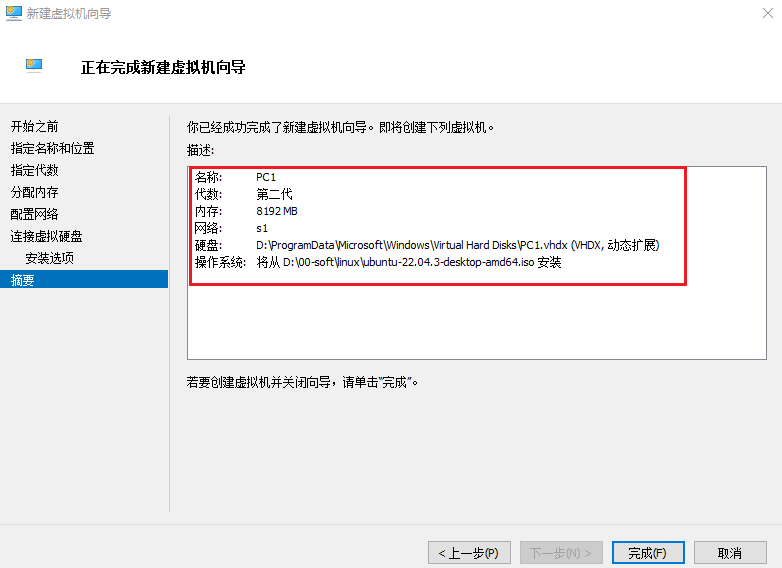 新建虚拟机向导
正在完成新建虚拟机向导
开始之前
指定名称和位置
指定代数
分配内存
配置网络
连接虚拟硬盘
安装选项
摘要
你已经成功完成了新建虚拟机向导。即将创建下列虚拟机。
描述:
名称: PC1
代数: 第二代
内存: 8192 MB
网络: s1
硬盘: D:\ProgramData\Microsoft\Windows\Virtual Hard Disks\PC1.vhdx (VHDX, 动态扩展)
操作系统: 将从 D:\00-soft\linux\ubuntu-22.04.3-desktop-amd64.iso 安装
若要创建虚拟机并关闭向导，请单击“完成”。
< 上一步(P)
下一步(N) >
完成(F)
取消